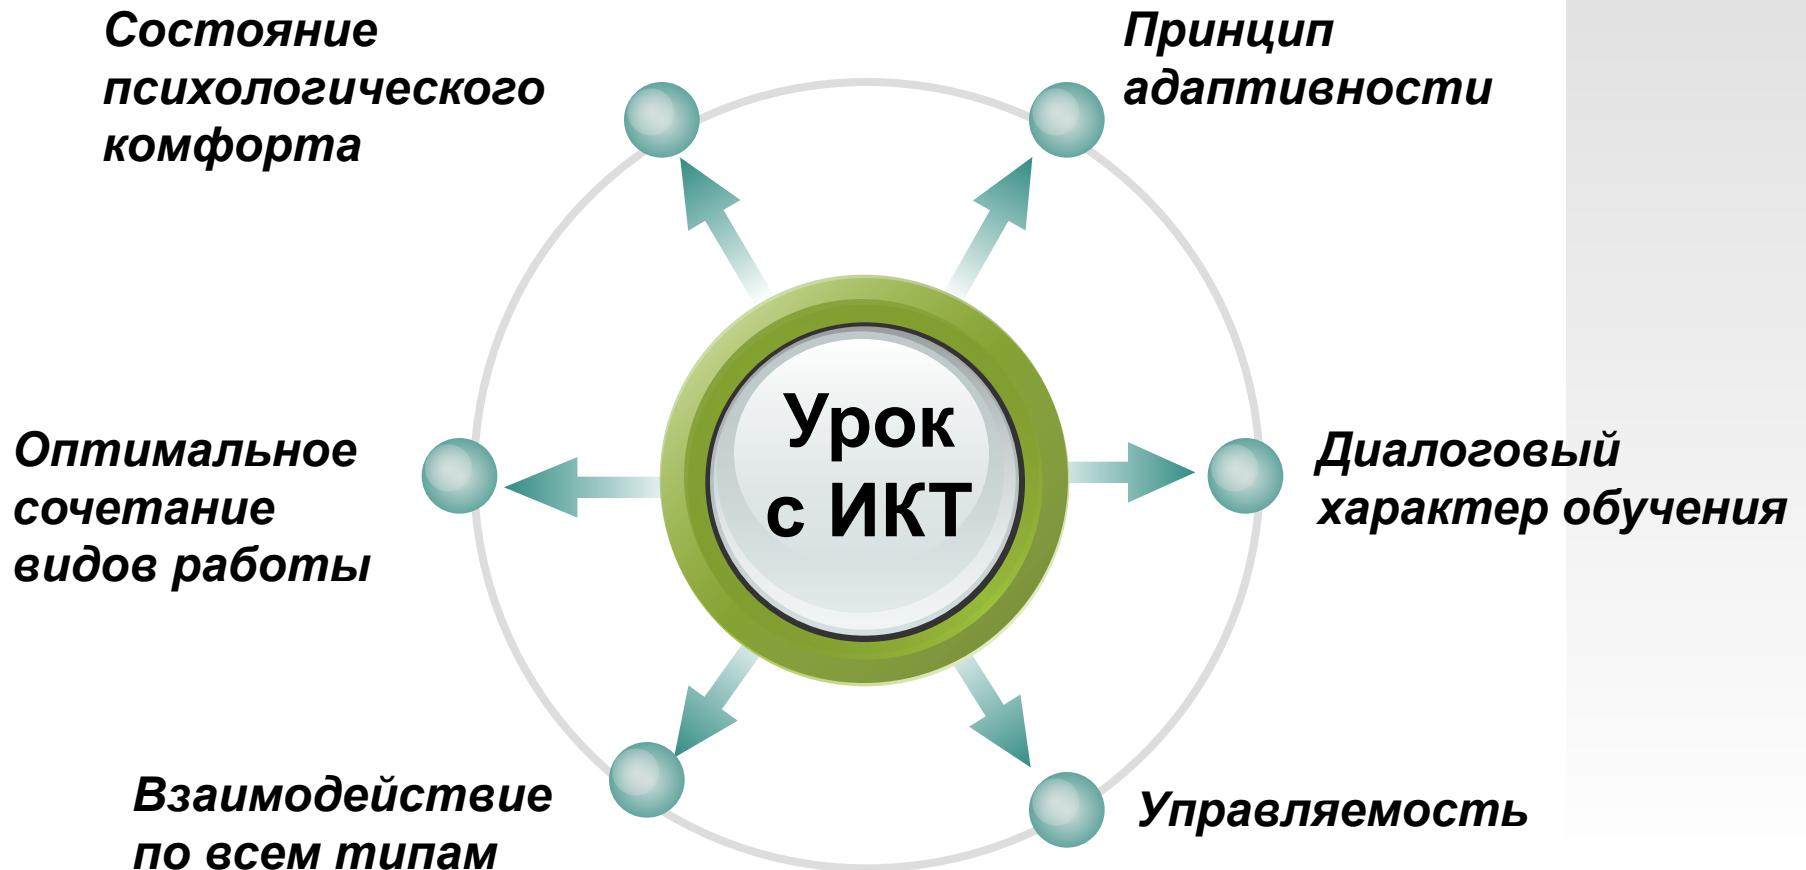 Состояние
психологического
комфорта
Принцип
адаптивности
Оптимальное
сочетание
видов работы
Урок
с ИКТ
Диалоговый
характер обучения
Взаимодействие
по всем типам
Управляемость